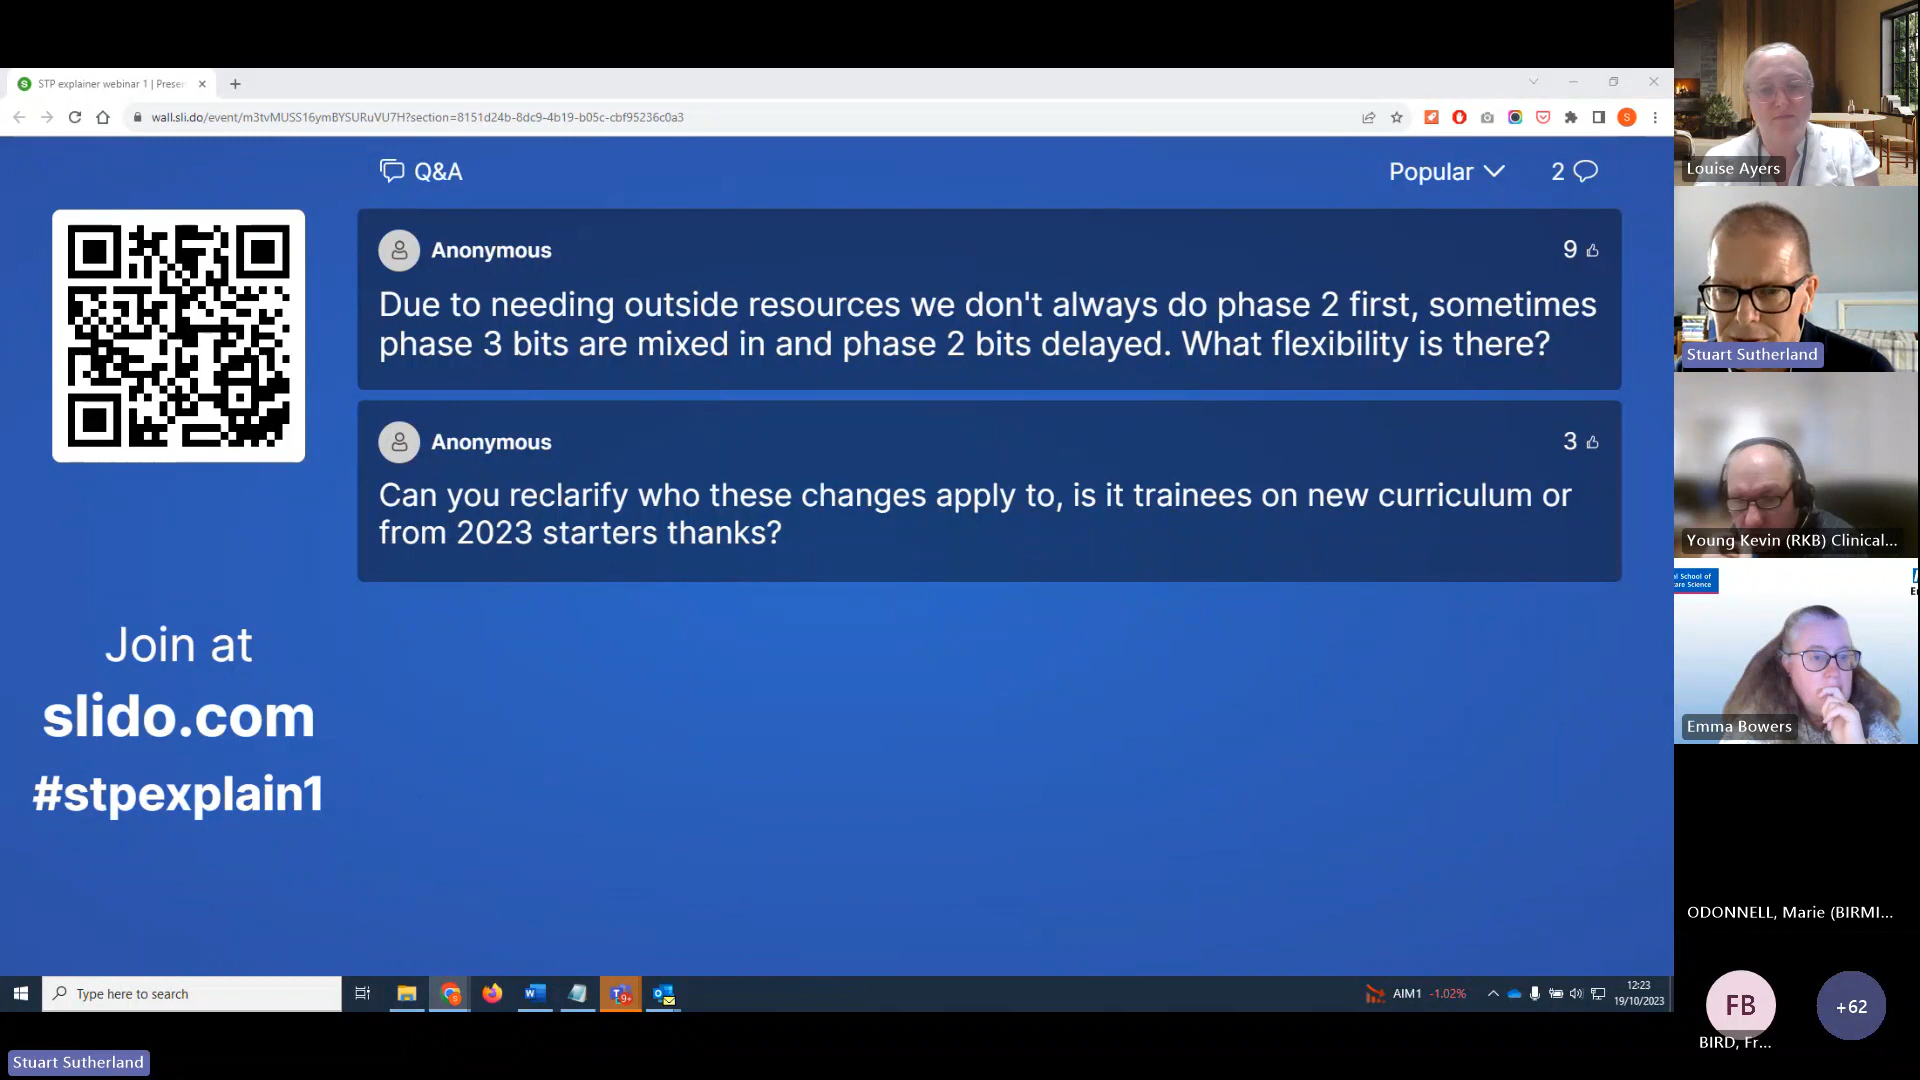 STP explainer webinar 1 | Preser
wall.sli.do/event/m3tvMUSS16ymBYSURuVU7H?section=8151d24b-8dc9-4b19-b05c-cbf95236c0a3
S
Q&A
Popular
2
Anonymous
9
Due to needing outside resources we don't always do phase 2 first, sometimes
phase 3 bits are mixed in and phase 2 bits delayed. What flexibility is there?
Anonymous
3
Can you reclarify who these changes apply to, is it trainees on new curriculum or
from 2023 starters thanks?
Join at
slido.com
#stpexplain1
Type here to search
AIM1 -1.02%
12:23
19/10/2023
Stuart Sutherland
Louise Ayers
Stuart Sutherland
Young Kevin (RKB) Clinical...
l School of
are Science
Emma Bowers
ODONNELL, Marie (BIRMI...
FB
BIRD, Fr...
+62